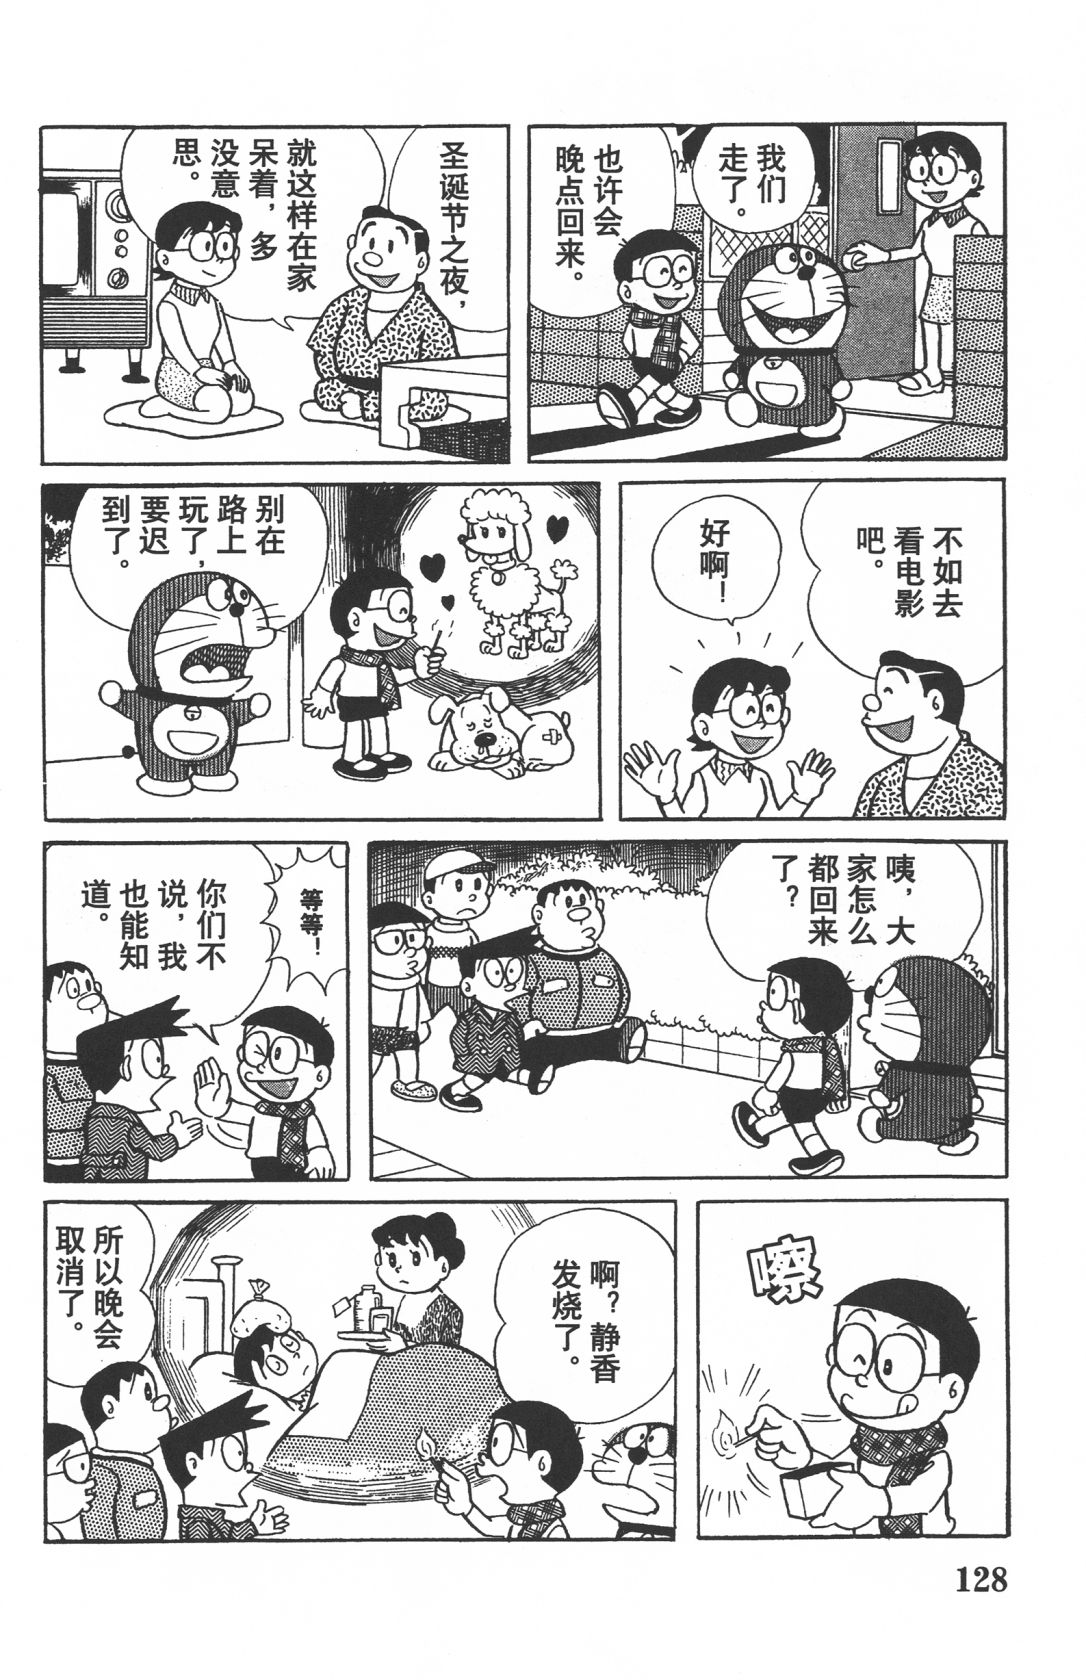 我们
走了。
也许会
晚点回来。
圣诞节之夜，
就这样在家
呆着，多
没意
思。
不如去
看电影
吧。
好啊！
别在
路上
玩了，
要迟
到了。
咦，大
家怎么
都回来
了？
等等！
你们不
说，我
也能知
道。
嚓
啊？静香
发烧了。
所以晚会
取消了。
128